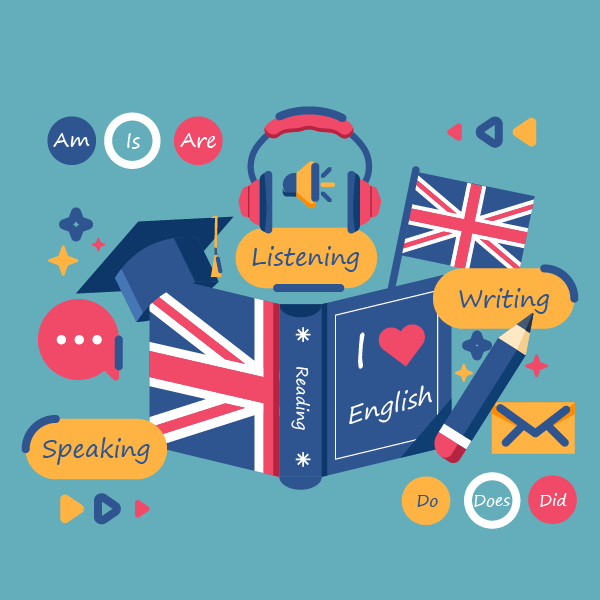 Am
Is
Are
Listening
Writing
I ♥
English
Reading
Speaking
Do
Does
Did